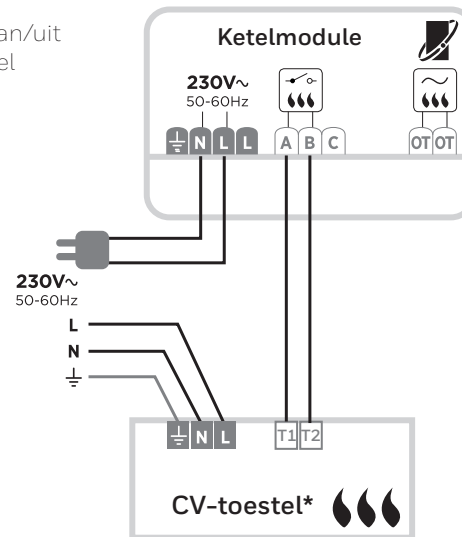 an/uit
el
Ketelmodule
230V~
50-60Hz
N L L A B C OT OT
230V~
50-60Hz
L
N
N L T1 T2
CV-toestel*